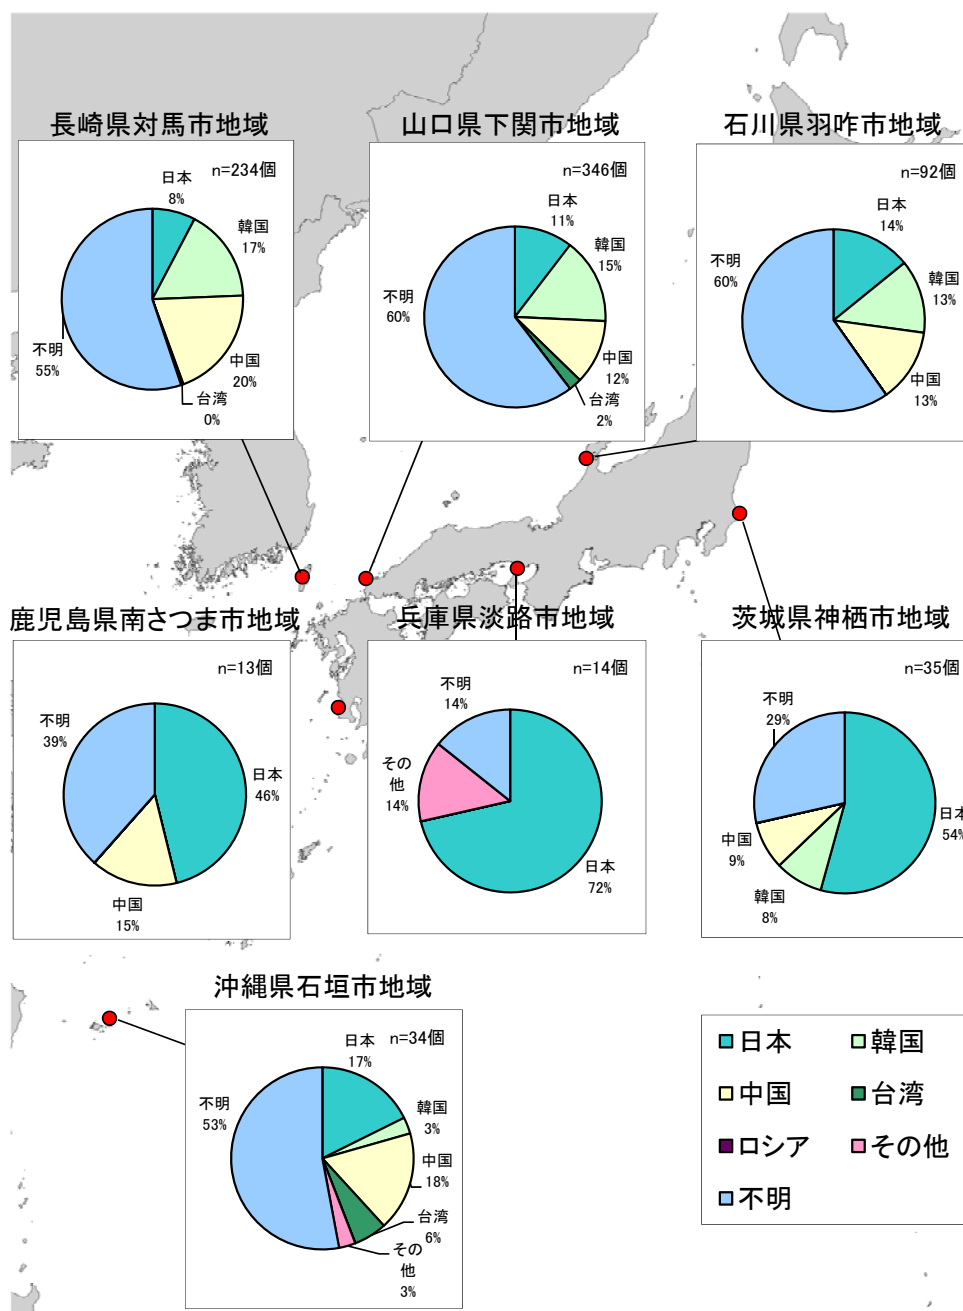 長崎県対馬市地域
n=234個
日本
8%
韓国
17%
中国
20%
台湾
0%
不明
55%
山口県下関市地域
n=346個
日本
11%
韓国
15%
中国
12%
台湾
2%
不明
60%
石川県羽咋市地域
n=92個
日本
14%
韓国
13%
中国
13%
不明
60%
鹿児島県南さつま市地域
n=13個
日本
46%
中国
15%
不明
39%
兵庫県淡路市地域
n=14個
日本
72%
その
他
14%
不明
14%
茨城県神栖市地域
n=35個
日本
54%
韓国
8%
中国
9%
不明
29%
沖縄県石垣市地域
n=34個
日本
17%
韓国
3%
中国
18%
台湾
6%
その
他
3%
不明
53%
日本
韓国
中国
台湾
ロシア
その他
不明